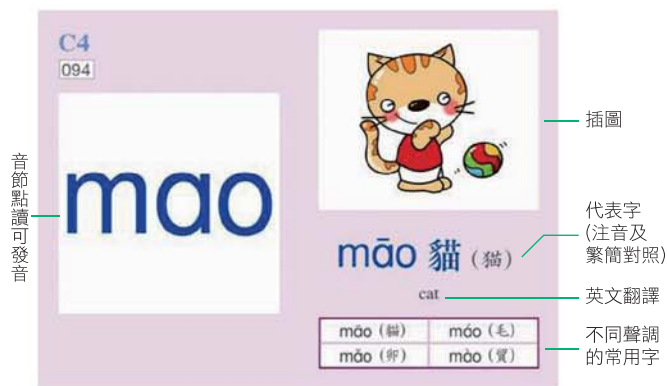 C4
094
音節點讀可發音
mao
插圖
māo 貓 (猫)
代表字
(注音及
繁簡對照)
cat
英文翻譯
māo (貓) máo (毛)
mǎo (卯) mào (貿)
不同聲調
的常用字